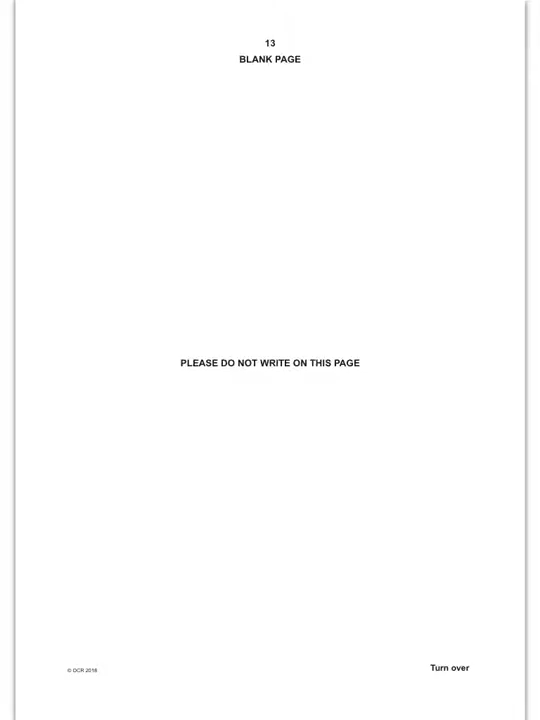 13
BLANK PAGE
PLEASE DO NOT WRITE ON THIS PAGE
© OCR 2018
Turn over